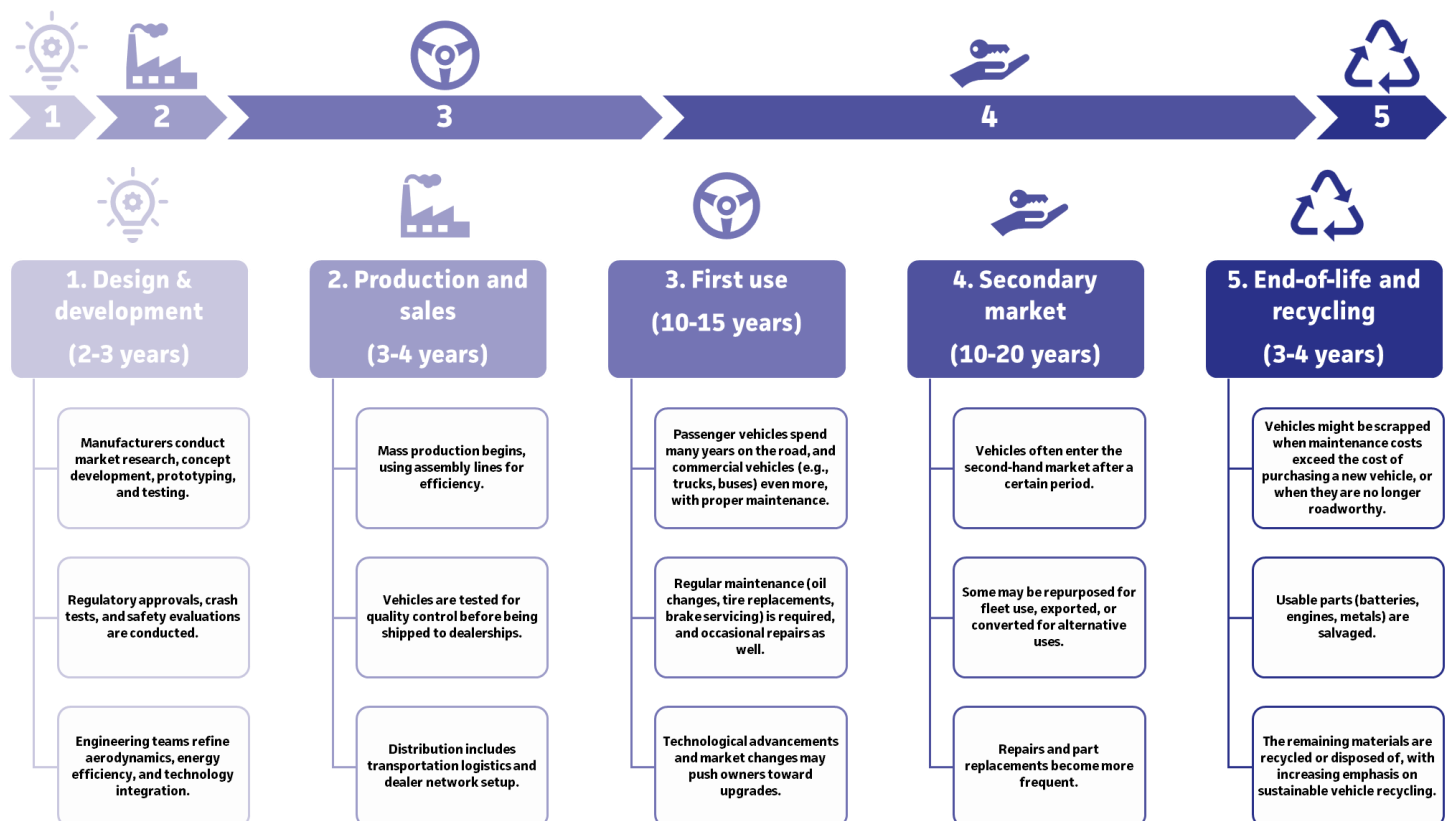 1
2
3
4
5
1. Design &
development
(2-3 years)
Manufacturers conduct
market research, concept
development, prototyping,
and testing.
Regulatory approvals, crash
tests, and safety evaluations
are conducted.
Engineering teams refine
aerodynamics, energy
efficiency, and technology
integration.
2. Production and
sales
(3-4 years)
Mass production begins,
using assembly lines for
efficiency.
Vehicles are tested for
quality control before being
shipped to dealerships.
Distribution includes
transportation logistics and
dealer network setup.
3. First use
(10-15 years)
Passenger vehicles spend
many years on the road, and
commercial vehicles (e.g.,
trucks, buses) even more,
with proper maintenance.
Regular maintenance (oil
changes, tire replacements,
brake servicing) is required,
and occasional repairs as
well.
Technological advancements
and market changes may
push owners toward
upgrades.
4. Secondary
market
(10-20 years)
Vehicles often enter the
second-hand market after a
certain period.
Some may be repurposed for
fleet use, exported, or
converted for alternative
uses.
Repairs and part
replacements become more
frequent.
5. End-of-life and
recycling
(3-4 years)
Vehicles might be scrapped
when maintenance costs
exceed the cost of
purchasing a new vehicle, or
when they are no longer
roadworthy.
Usable parts (batteries,
engines, metals) are
salvaged.
The remaining materials are
recycled or disposed of, with
increasing emphasis on
sustainable vehicle recycling.